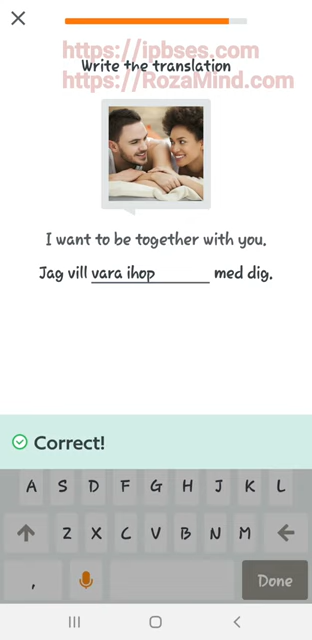 https://ipbses.com
Write the translation
https://RozaMind.com
I want to be together with you.
Jag vill vara ihop med dig.
Correct!
A S D F G H J K L
Z X C V B N M
, Done